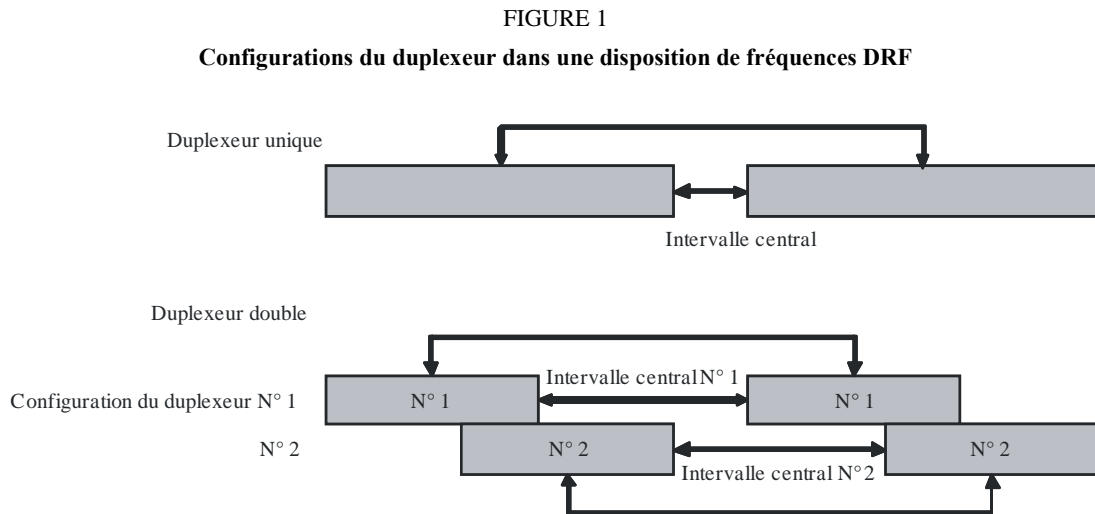 FIGURE 1
Configurations du duplexeur dans une disposition de fréquences DRF
Duplexeur unique
Intervalle central
Duplexeur double
Intervalle central N° 1
Configuration du duplexeur N° 1
N° 1
N° 1
N° 2
N° 2
N° 2
Intervalle central N°2